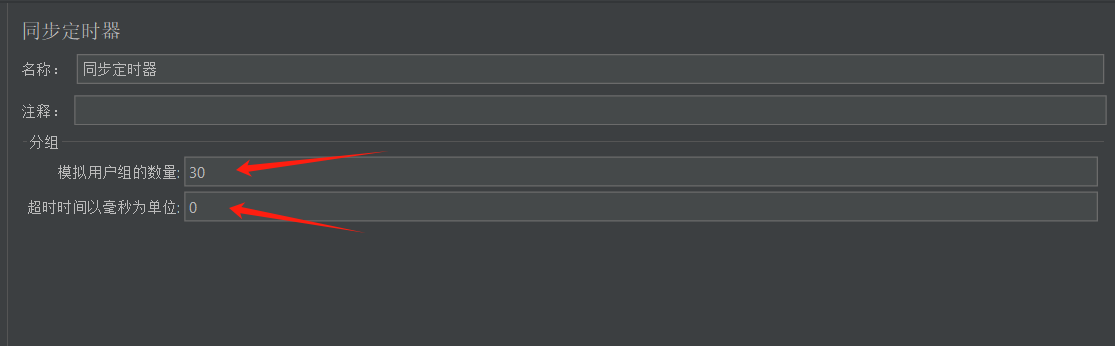 同步定时器
名称： 同步定时器
注释：
分组
模拟用户组的数量: 30
超时时间以毫秒为单位: 0